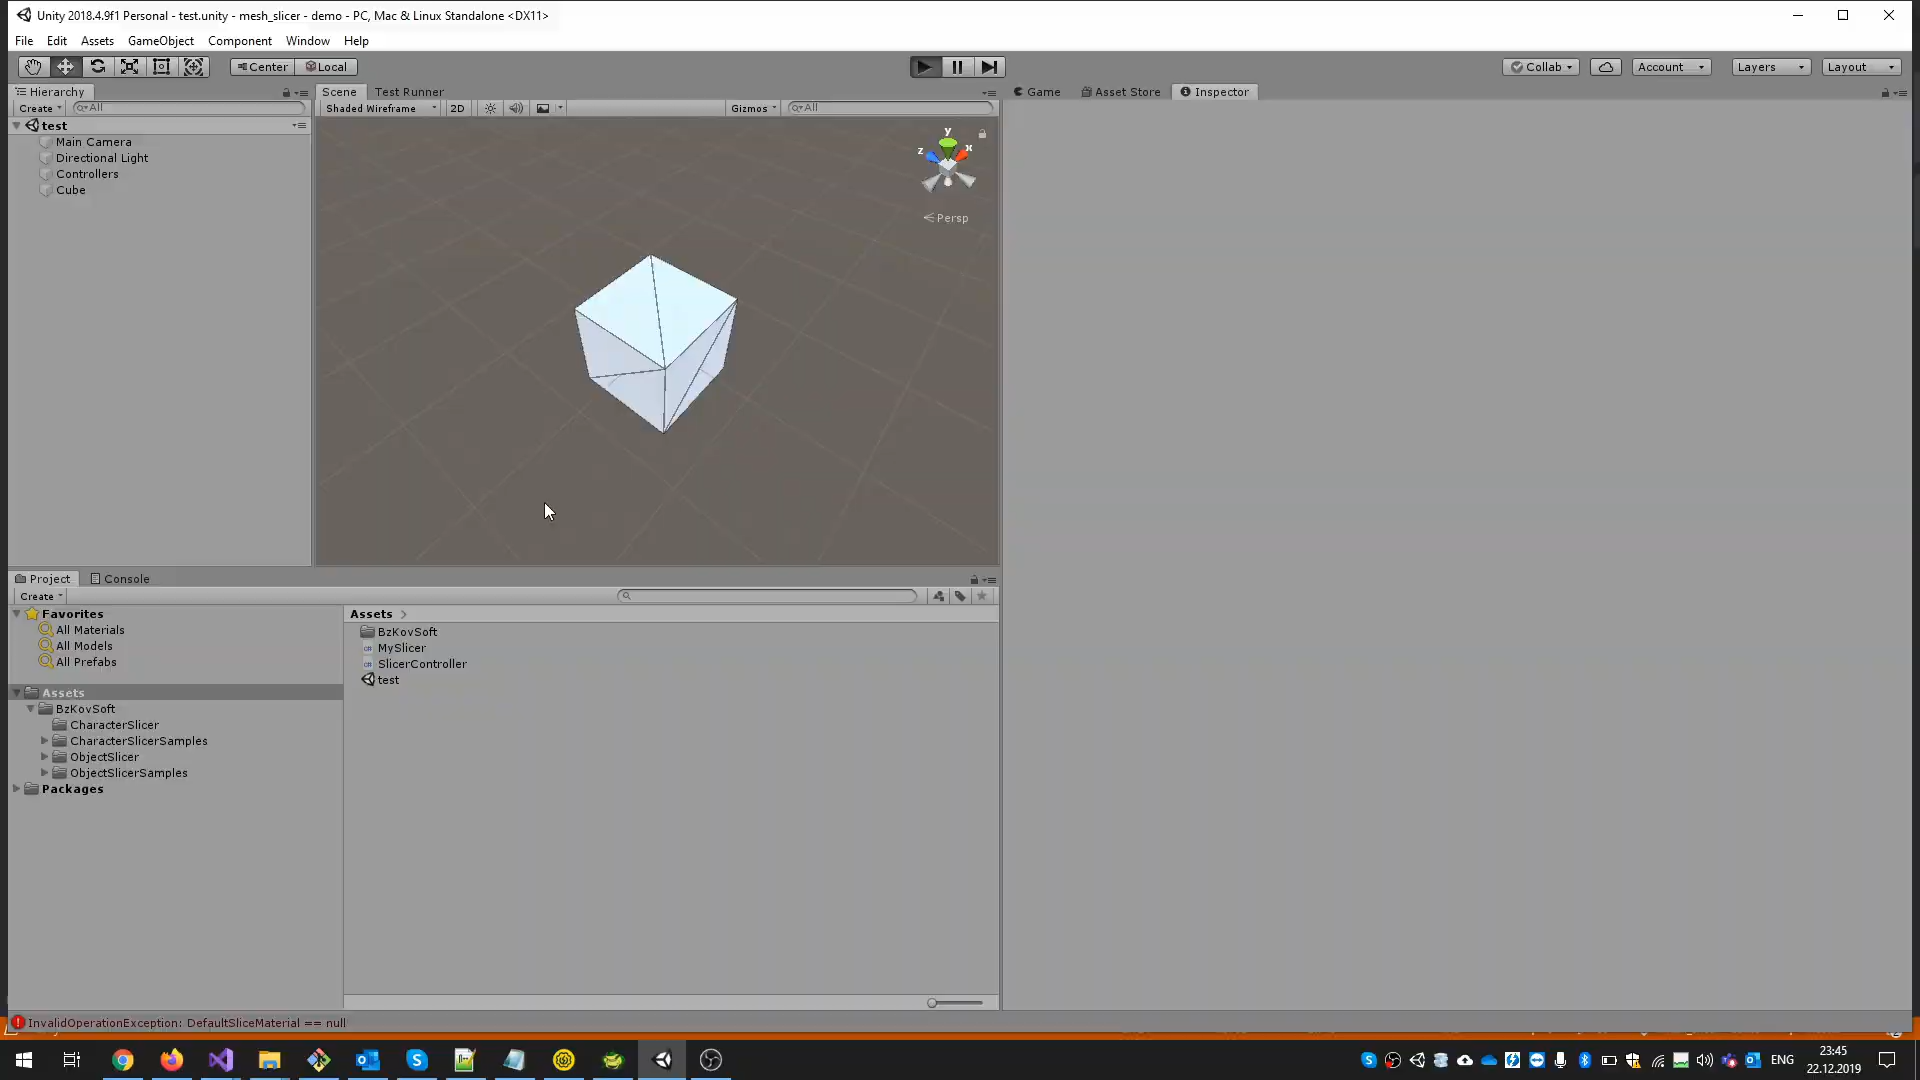 Unity 2018.4.9f1 Personal - test.unity - mesh_slicer - demo - PC, Mac & Linux Standalone <DX11>
File Edit Assets GameObject Component Window Help
Center Local Collab Account Layers Layout
Hierarchy Scene Test Runner Game Asset Store Inspector
Create All Shaded Wireframe 2D Gizmos All
test
Main Camera
Directional Light
Controllers
Cube
y
z x
Persp
Project Console
Create
Favorites
All Materials
All Models
All Prefabs
Assets
BzKovSoft
CharacterSlicer
CharacterSlicerSamples
ObjectSlicer
ObjectSlicerSamples
Packages
Assets
BzKovSoft
MySlicer
SlicerController
test
InvalidOperationException: DefaultSliceMaterial == null
ENG
23:45
22.12.2019